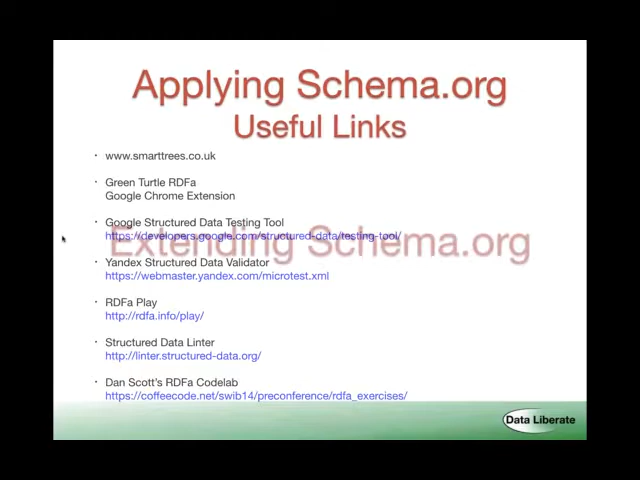 Applying Schema.org
Useful Links
• www.smarttrees.co.uk
• Green Turtle RDFa
Google Chrome Extension
• Google Structured Data Testing Tool
https://developers.google.com/structured-data/testing-tool/
Extending Schema.org
• Yandex Structured Data Validator
https://webmaster.yandex.com/microtest.xml
• RDFa Play
http://rdfa.info/play/
• Structured Data Linter
http://linter.structured-data.org/
• Dan Scott's RDFa Codelab
https://coffeecode.net/swib14/preconference/rdfa_exercises/
Data Liberate